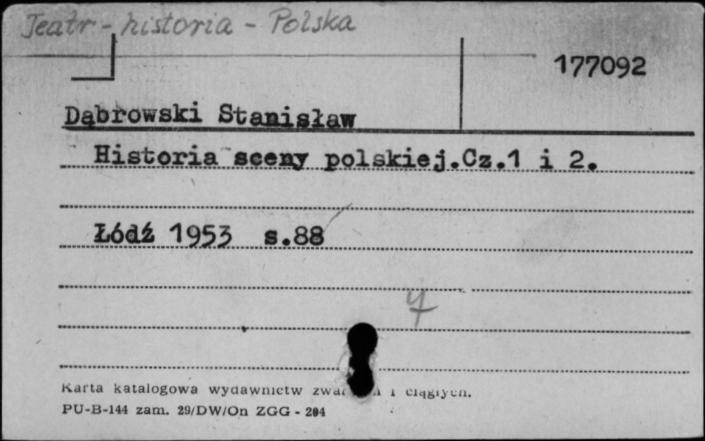 Teatr - historia - Polska
177092
Dąbrowski Stanisław
Historia sceny polskiej.Cz.1 i 2.
Łódź 1953 s.88
4
Karta katalogowa wydawnictw i ciągłych.
PU-B-144 zam. 29/DW/On ZGG - 204